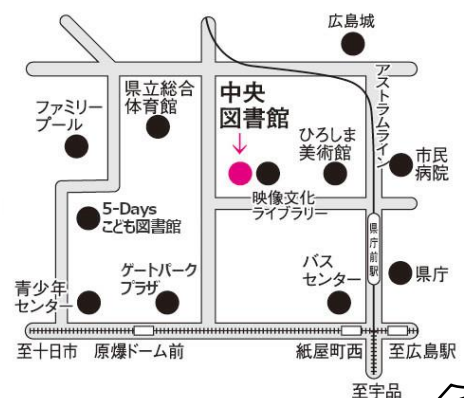 広島城
県立総合
体育館
中央
図書館
アストラムライン
ファミリー
プール
ひろしま
美術館
市民
病院
映像文化
ライブラリー
5-Days
こども図書館
県庁前駅
青少年
センター
ゲートパーク
プラザ
バス
センター
県庁
至十日市
原爆ドーム前
紙屋町西
至広島駅
至宇品